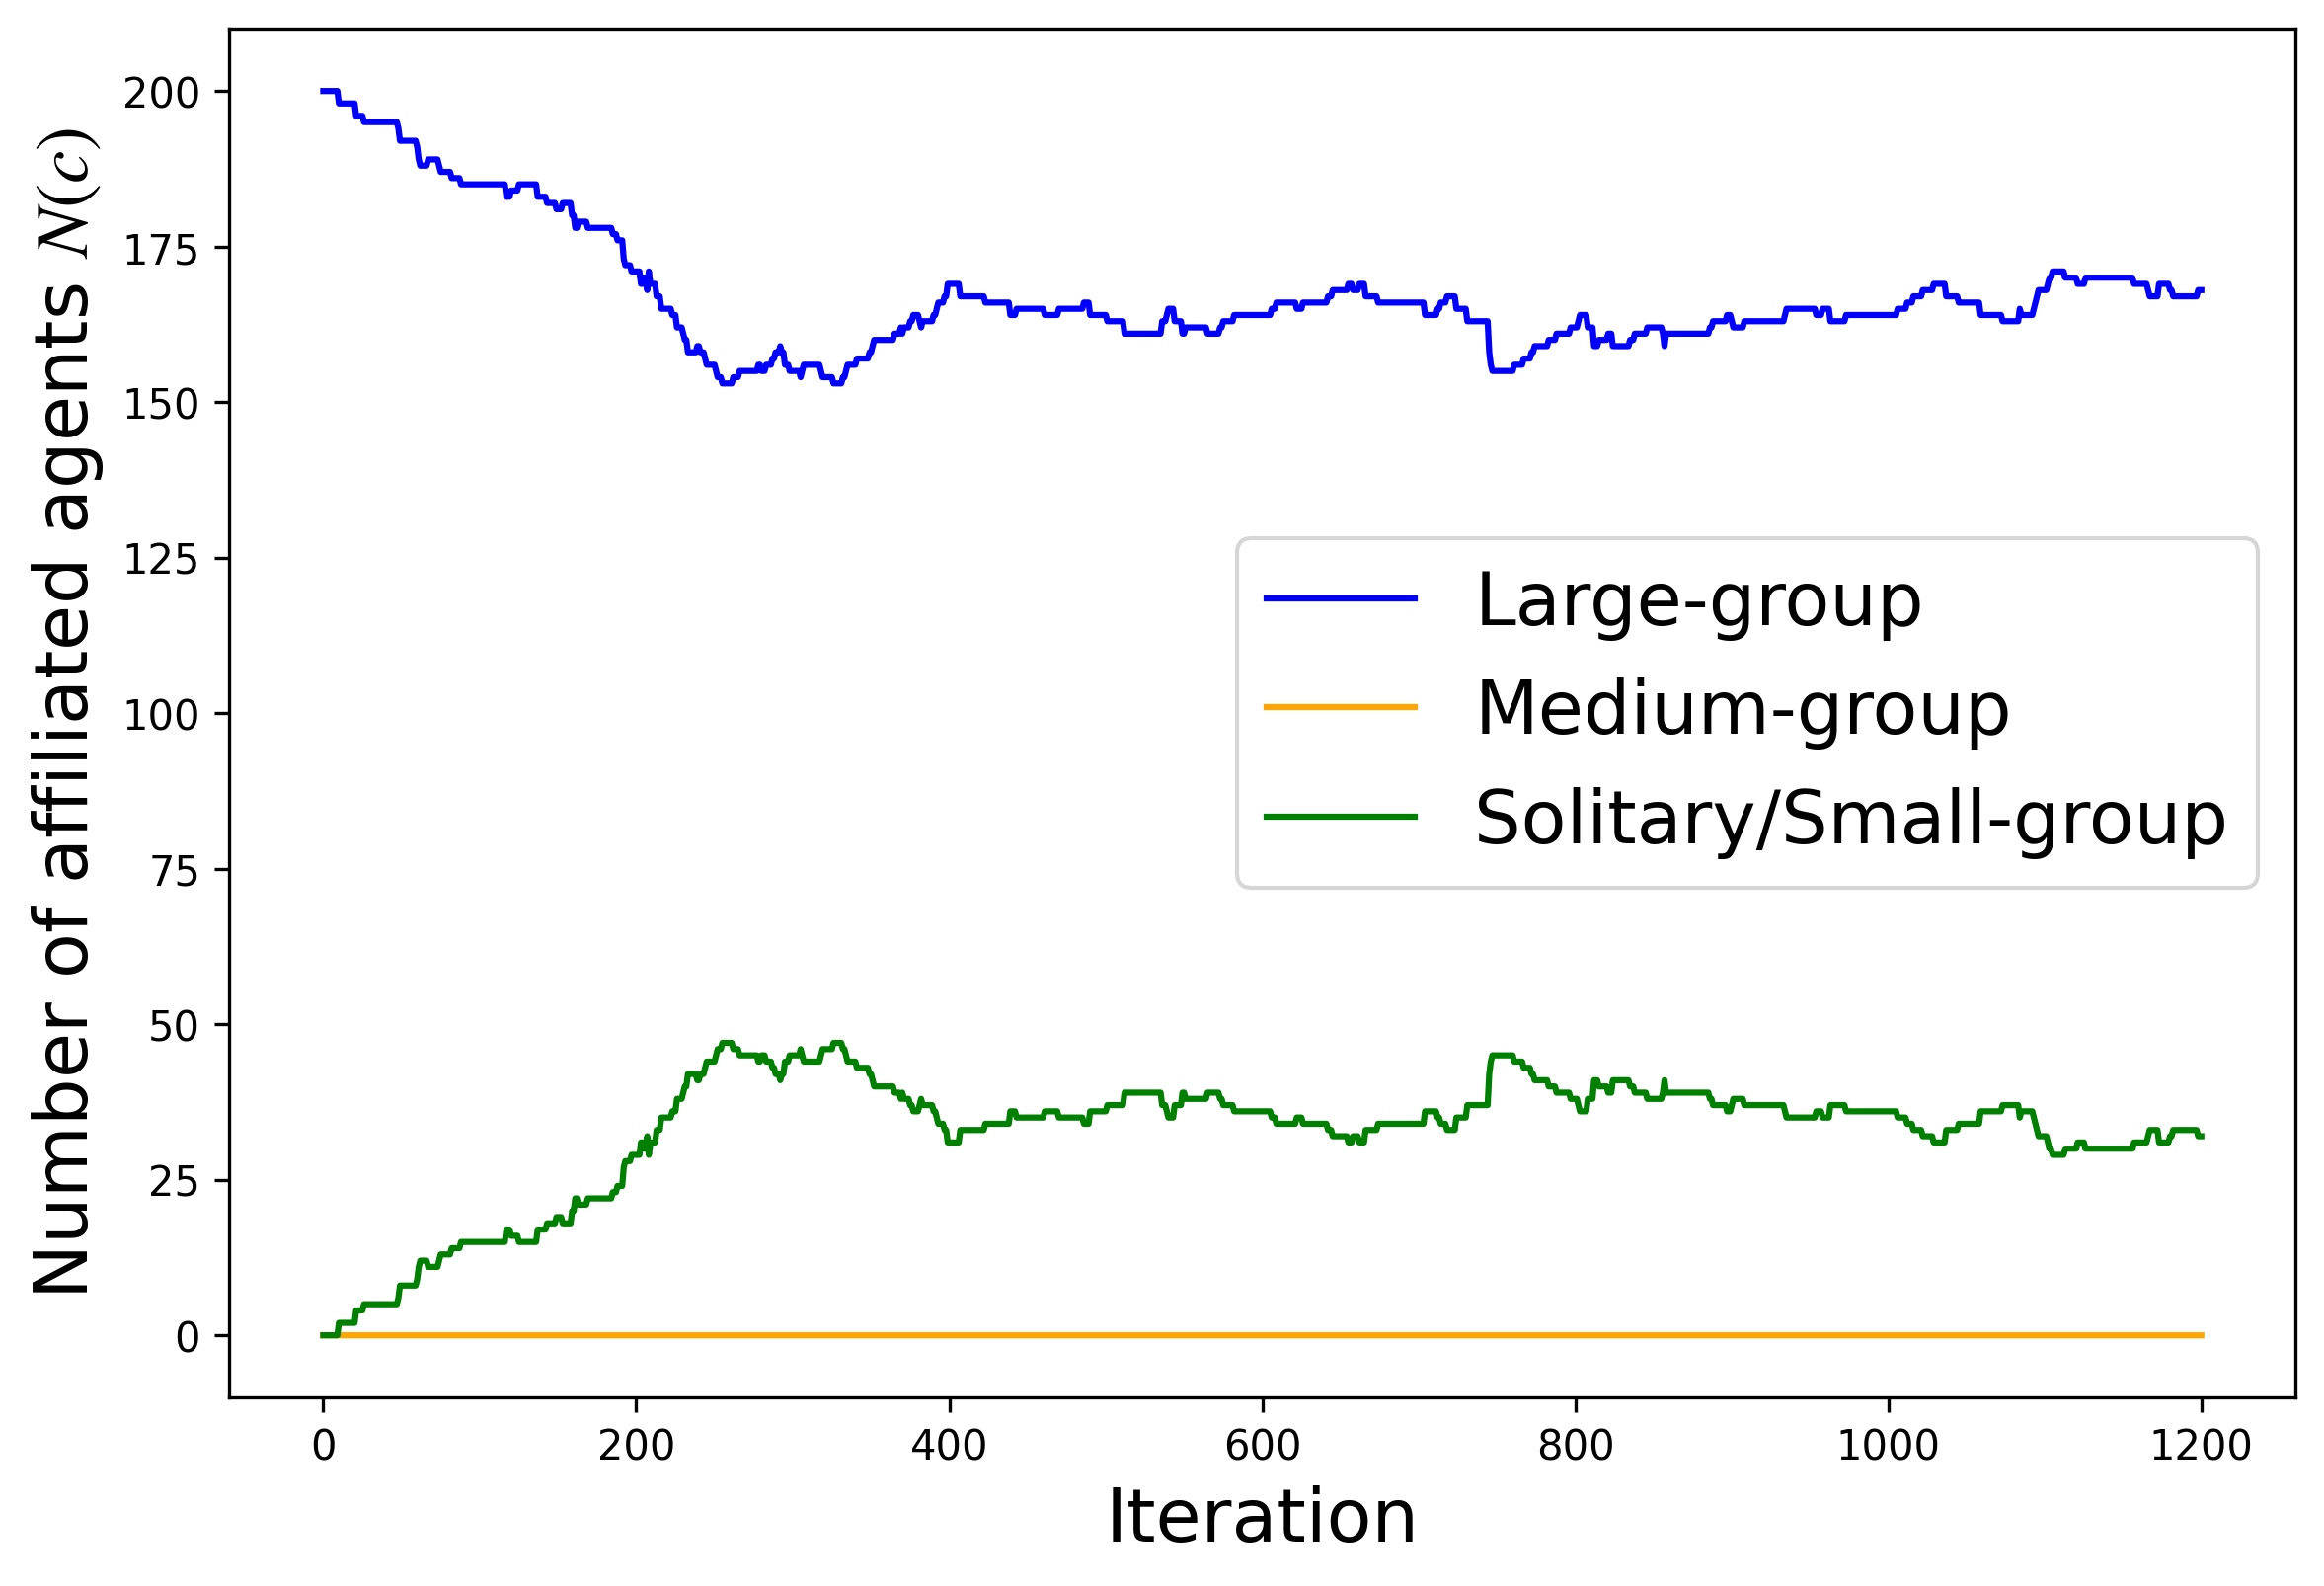 Number of affiliated agents N(c)
200
175
150
125
100
75
50
25
0
Large-group
Medium-group
Solitary/Small-group
0 200 400 600 800 1000 1200
Iteration